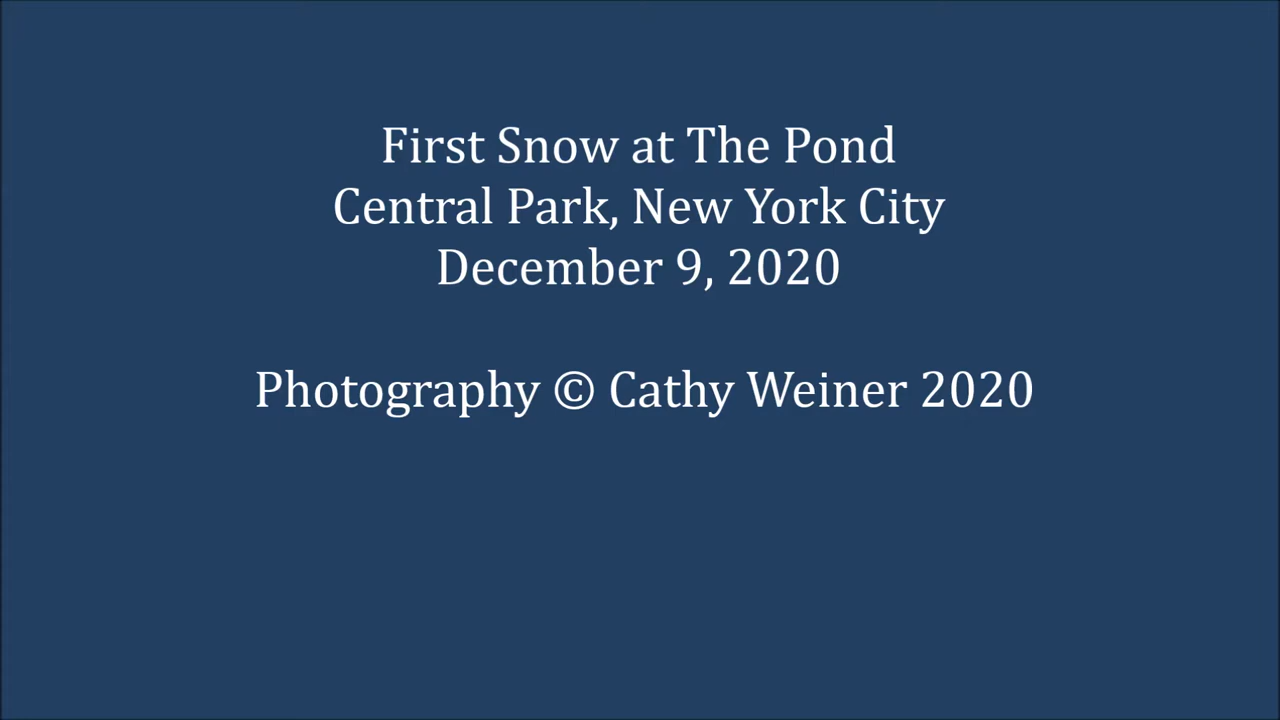 First Snow at The Pond
Central Park, New York City
December 9, 2020
Photography © Cathy Weiner 2020